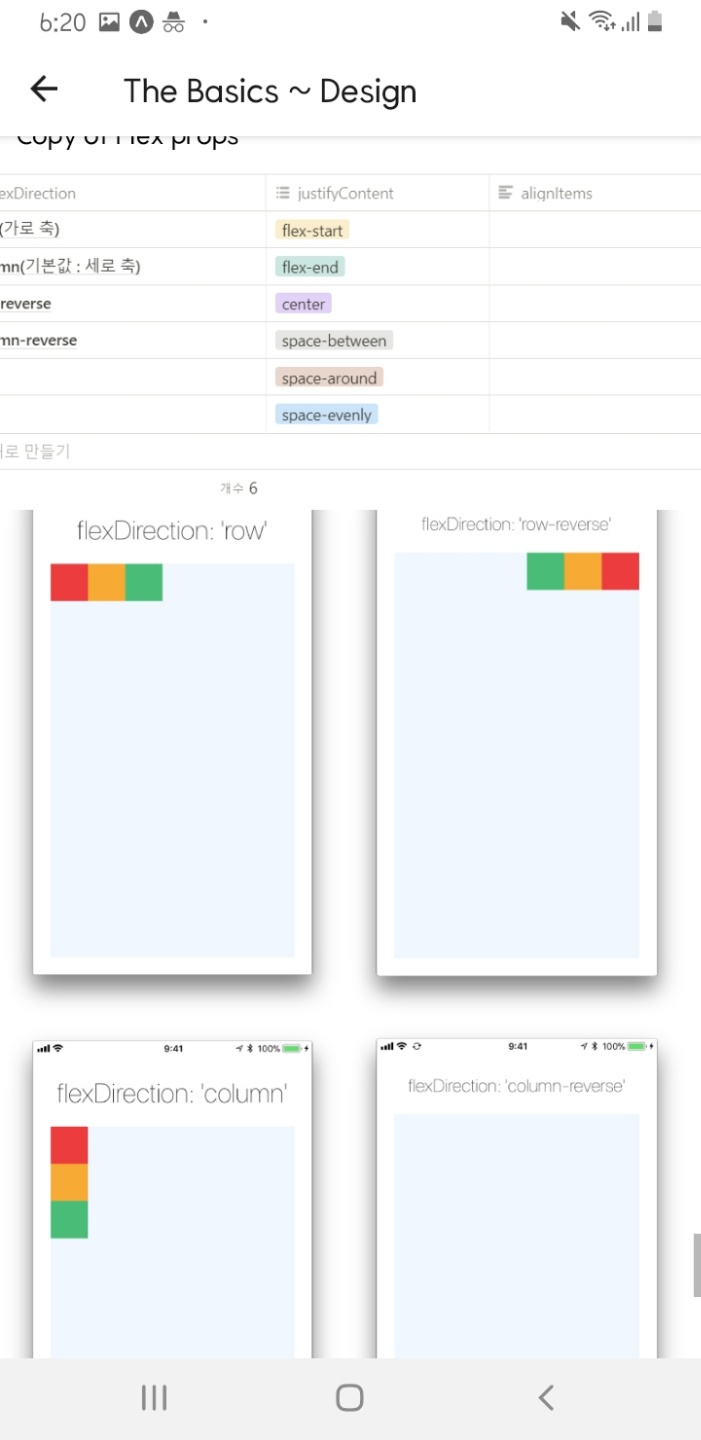 6:20
The Basics ~ Design
Copy of Flex props
exDirection justifyContent alignItems
(가로 축) flex-start
mn(기본값 : 세로 축) flex-end
reverse center
mn-reverse space-between
space-around
space-evenly
로 만들기
개수 6
flexDirection: 'row' flexDirection: 'row-reverse'
9:41 100% 9:41 100%
flexDirection: 'column' flexDirection: 'column-reverse'